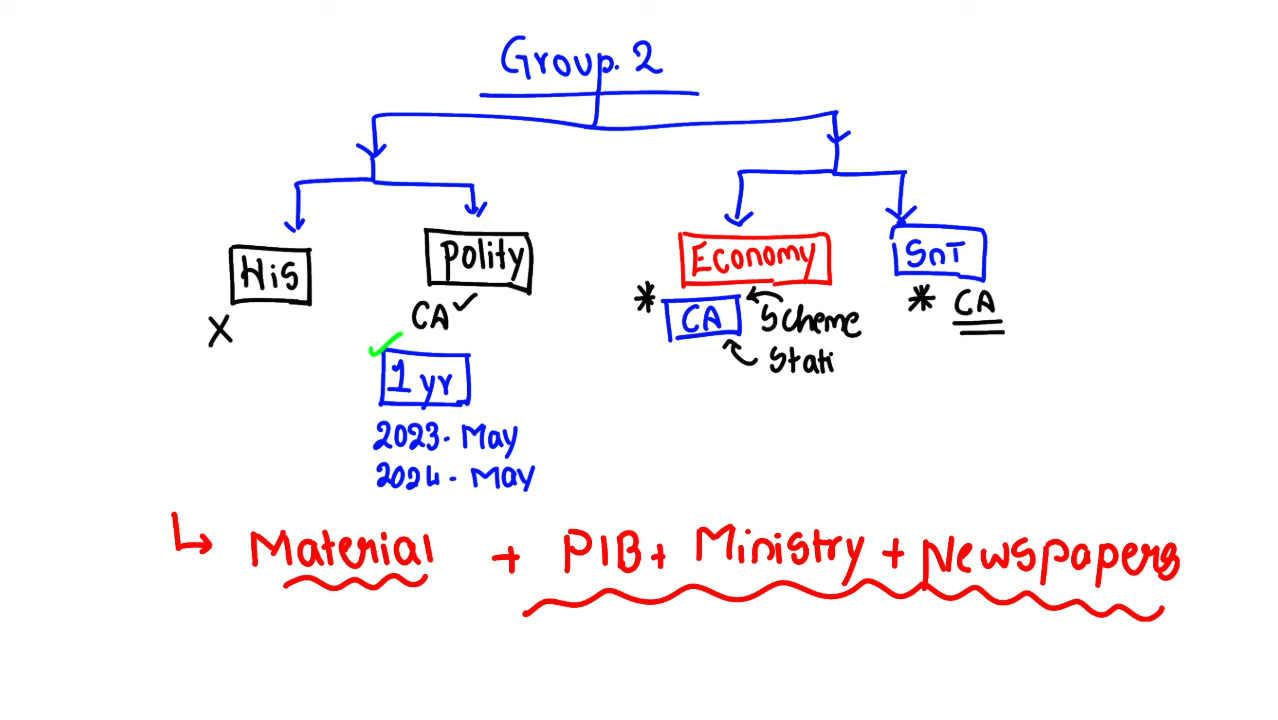 Group. 2
His
Polity
Economy
SnT
X
CA ✓
* CA
Scheme
Stati
* CA
✓
1 yr
2023 - May
2024 - May
↳ Material + PIB + Ministry + Newspapers